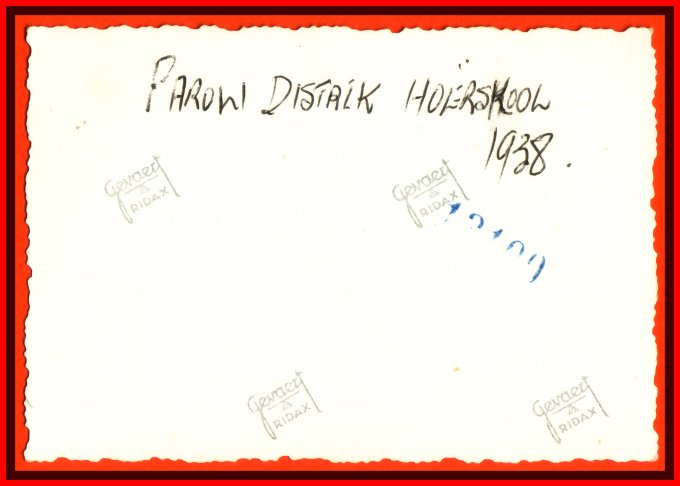 PAROW DISTRIK HOËRSKOOL
1938.
Gevaert
RIDAX
Gevaert
RIDAX
Gevaert
RIDAX
Gevaert
RIDAX